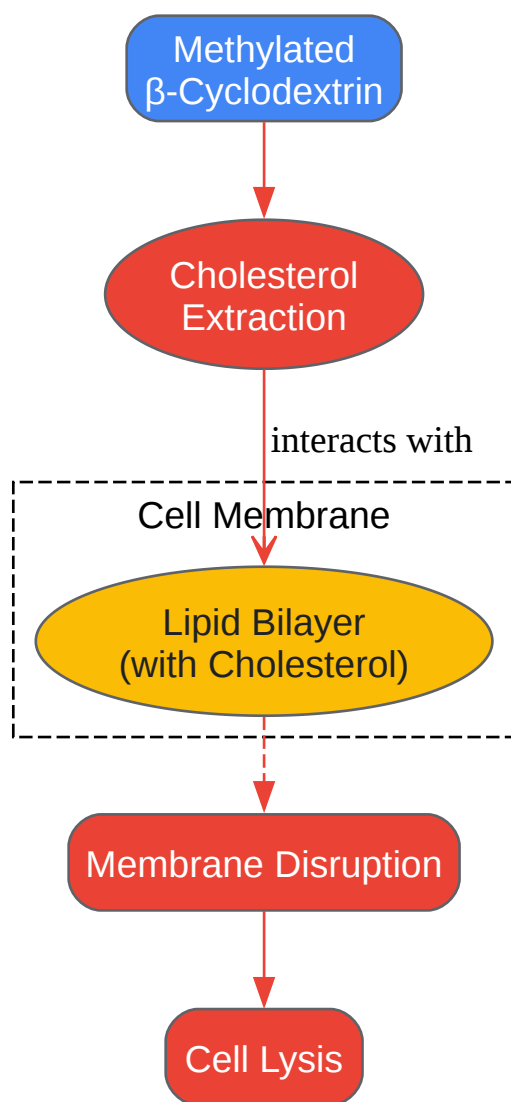 Methylated
β-Cyclodextrin
Cholesterol
Extraction
interacts with
Cell Membrane
Lipid Bilayer
(with Cholesterol)
Membrane Disruption
Cell Lysis